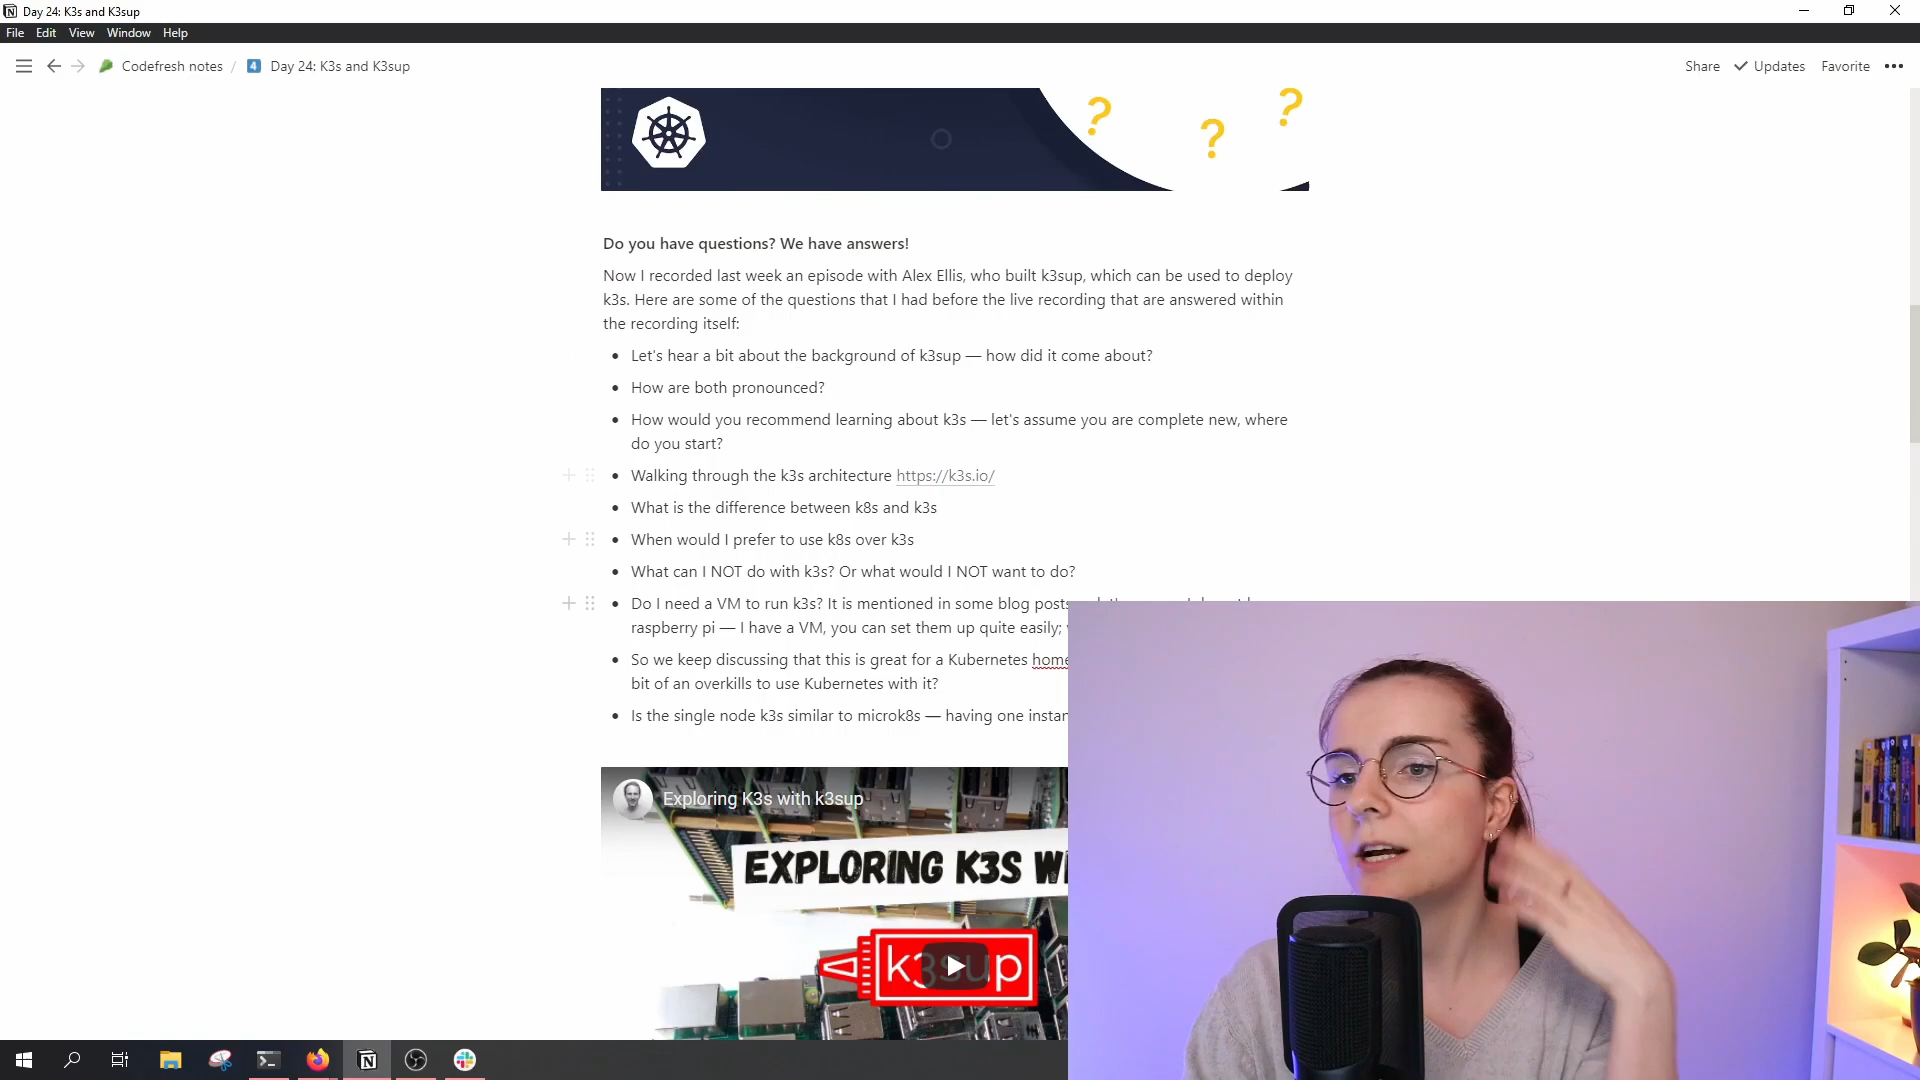 Day 24: K3s and K3sup
File Edit View Window Help
Codefresh notes / 4 Day 24: K3s and K3sup
Share Updates Favorite
? ? ?
Do you have questions? We have answers!
Now I recorded last week an episode with Alex Ellis, who built k3sup, which can be used to deploy
k3s. Here are some of the questions that I had before the live recording that are answered within
the recording itself:
Let's hear a bit about the background of k3sup — how did it come about?
How are both pronounced?
How would you recommend learning about k3s — let's assume you are complete new, where
do you start?
Walking through the k3s architecture https://k3s.io/
What is the difference between k8s and k3s
When would I prefer to use k8s over k3s
What can I NOT do with k3s? Or what would I NOT want to do?
Do I need a VM to run k3s? It is mentioned in some blog posts
raspberry pi — I have a VM, you can set them up quite easily;
So we keep discussing that this is great for a Kubernetes home
bit of an overkills to use Kubernetes with it?
Is the single node k3s similar to microk8s — having one instan
Exploring K3s with k3sup
EXPLORING K3S W
k3sup